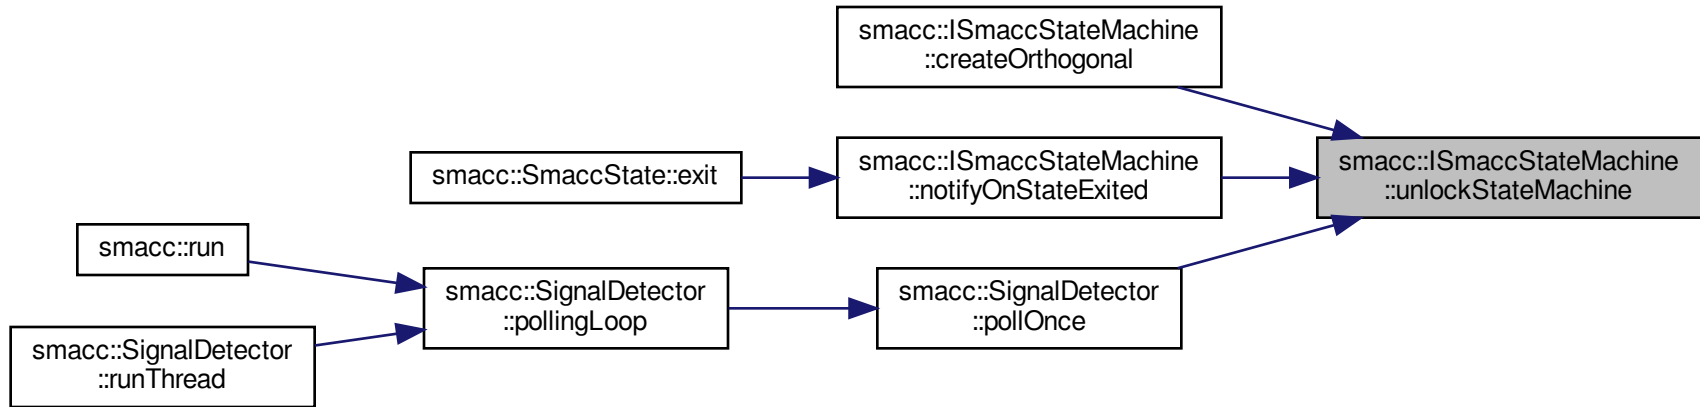 smacc::ISmaccStateMachine
::createOrthogonal
smacc::SmaccState::exit
smacc::ISmaccStateMachine
::notifyOnStateExited
smacc::ISmaccStateMachine
::unlockStateMachine
smacc::run
smacc::SignalDetector
::pollingLoop
smacc::SignalDetector
::pollOnce
smacc::SignalDetector
::runThread